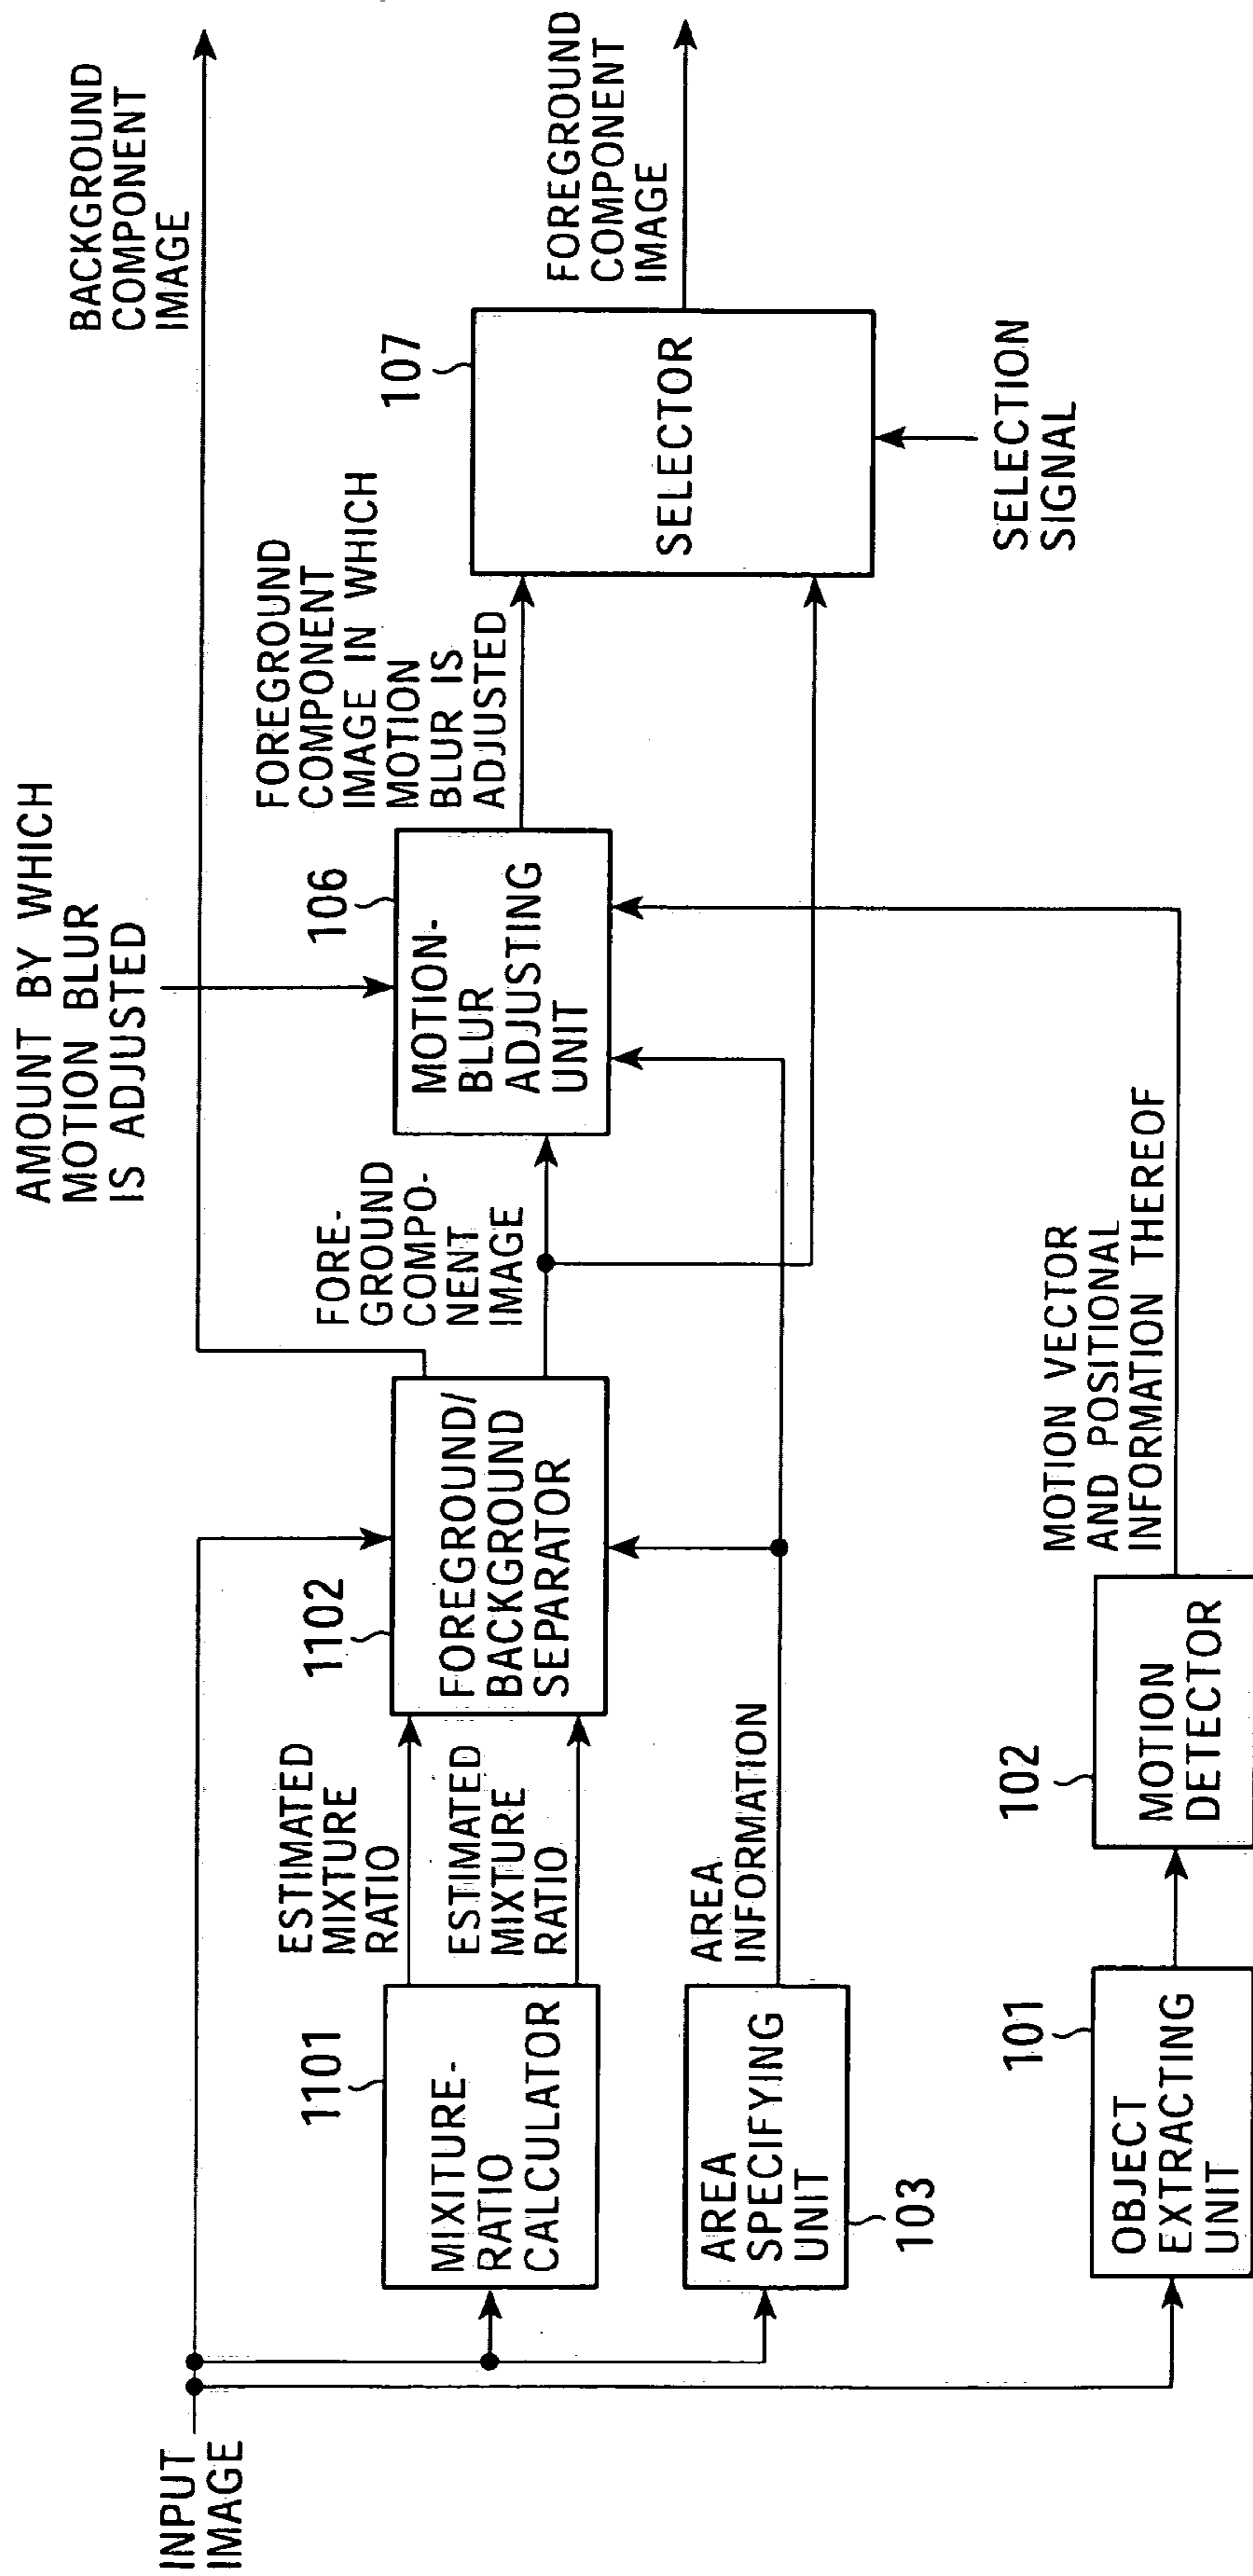 INPUT
IMAGE
1101
MIXITURE-
RATIO
CALCULATOR
AREA
SPECIFYING
UNIT
103
101
OBJECT
EXTRACTING
UNIT
ESTIMATED
MIXTURE
RATIO
ESTIMATED
MIXTURE
RATIO
AREA
INFORMATION
102
MOTION
DETECTOR
1102
FOREGROUND/
BACKGROUND
SEPARATOR
MOTION VECTOR
AND POSITIONAL
INFORMATION THEREOF
FORE-
GROUND
COMPO-
NENT
IMAGE
AMOUNT BY WHICH
MOTION BLUR
IS ADJUSTED
106
MOTION-
BLUR
ADJUSTING
UNIT
FOREGROUND
COMPONENT
IMAGE IN WHICH
MOTION
BLUR IS
ADJUSTED
107
SELECTOR
SELECTION
SIGNAL
BACKGROUND
COMPONENT
IMAGE
FOREGROUND
COMPONENT
IMAGE